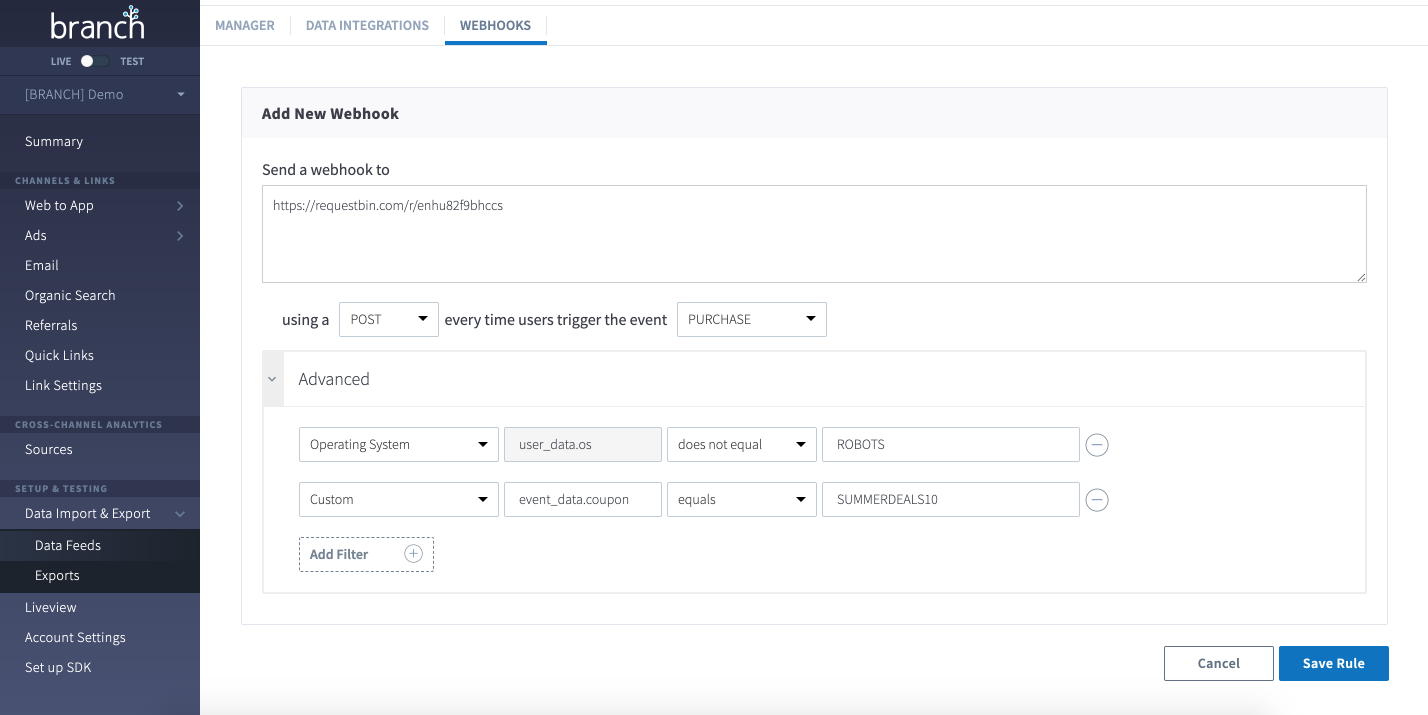 branch
LIVE TEST
[BRANCH] Demo
Summary
CHANNELS & LINKS
Web to App
Ads
Email
Organic Search
Referrals
Quick Links
Link Settings
CROSS-CHANNEL ANALYTICS
Sources
SETUP & TESTING
Data Import & Export
Data Feeds
Exports
Liveview
Account Settings
Set up SDK
MANAGER DATA INTEGRATIONS WEBHOOKS
Add New Webhook
Send a webhook to
https://requestbin.com/r/enhu82f9bhccs
using a POST every time users trigger the event PURCHASE
Advanced
Operating System user_data.os does not equal ROBOTS
Custom event_data.coupon equals SUMMERDEALS10
Add Filter
Cancel Save Rule